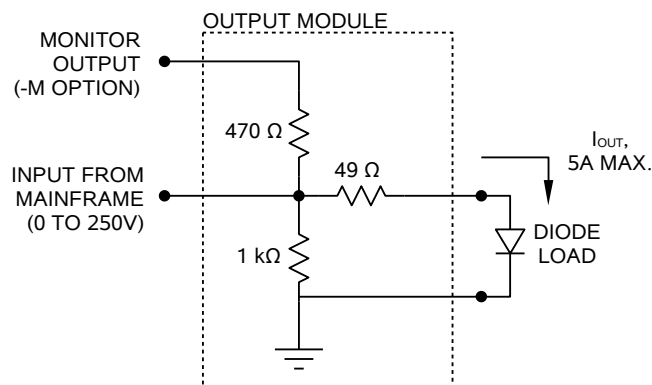 OUTPUT MODULE
MONITOR
OUTPUT
(-M OPTION)
470 Ω
INPUT FROM
MAINFRAME
(0 TO 250V)
49 Ω
1 kΩ
IOUT,
5A MAX.
DIODE
LOAD